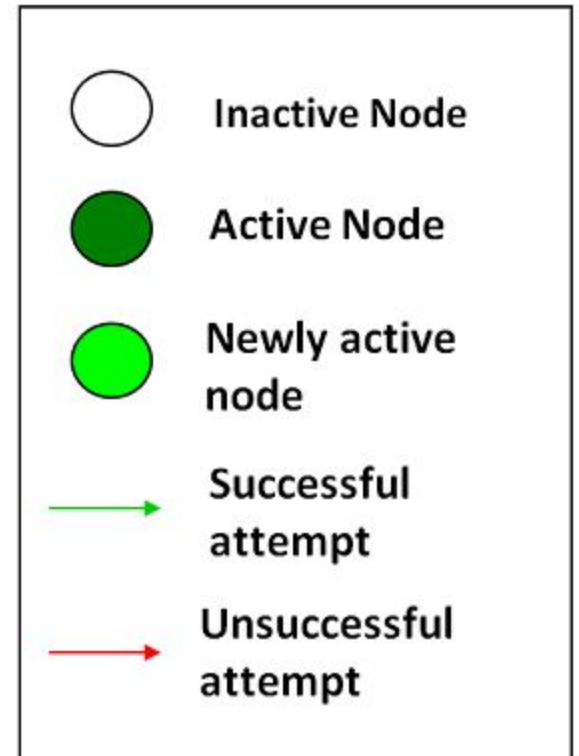 Inactive Node
Active Node
Newly active
node
Successful
attempt
Unsuccessful
attempt